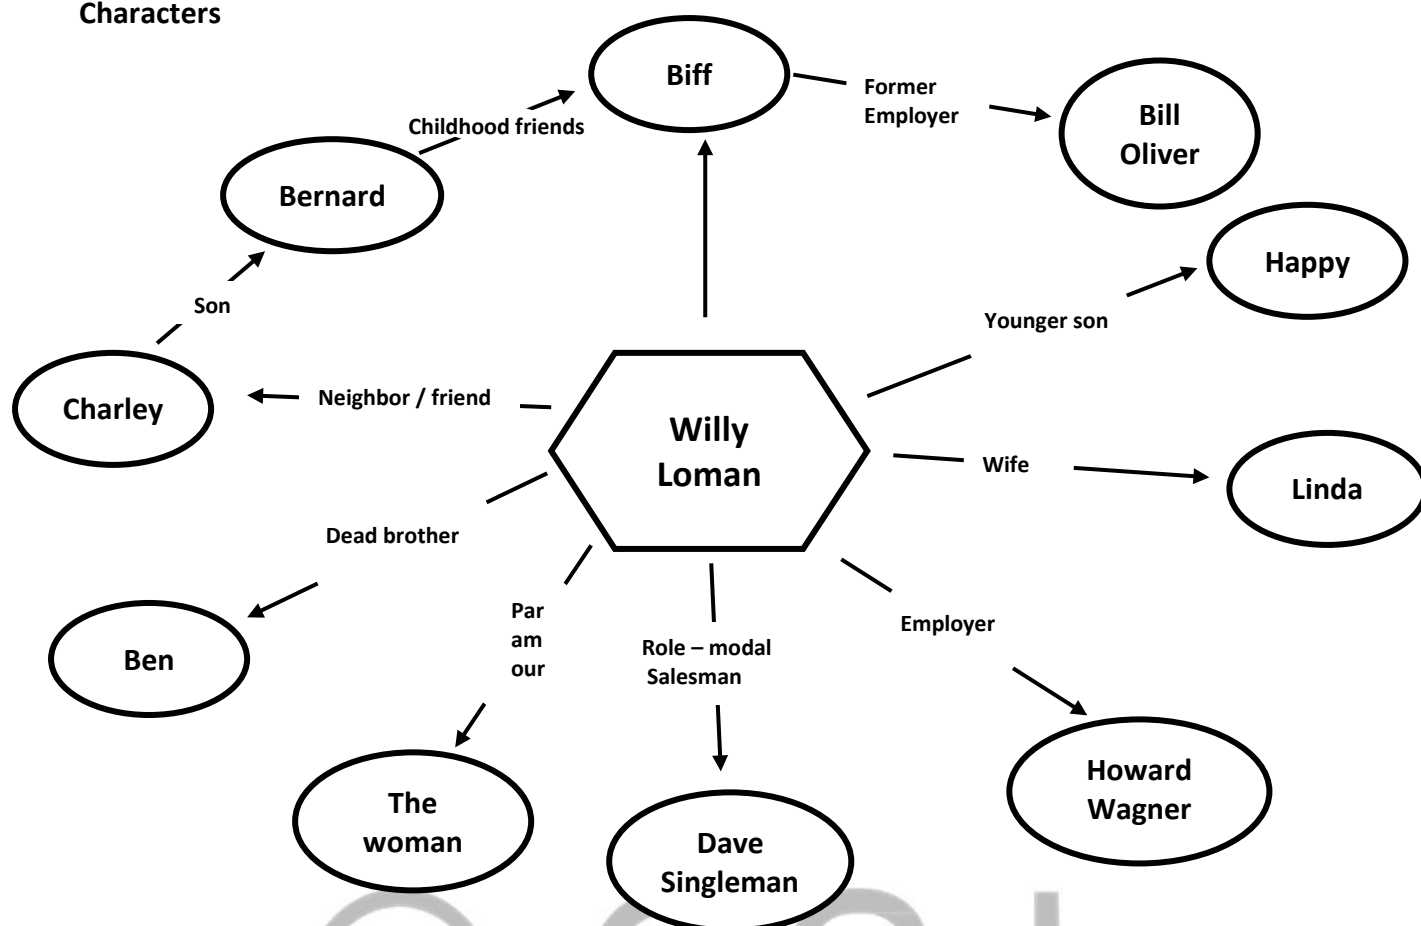 Characters
Biff
Former
Employer
Bill
Oliver
Childhood friends
Bernard
Happy
Son
Younger son
Charley
Neighbor / friend
Willy
Loman
Wife
Linda
Dead brother
Par
am
our
Role – modal
Salesman
Employer
Ben
The
woman
Dave
Singleman
Howard
Wagner